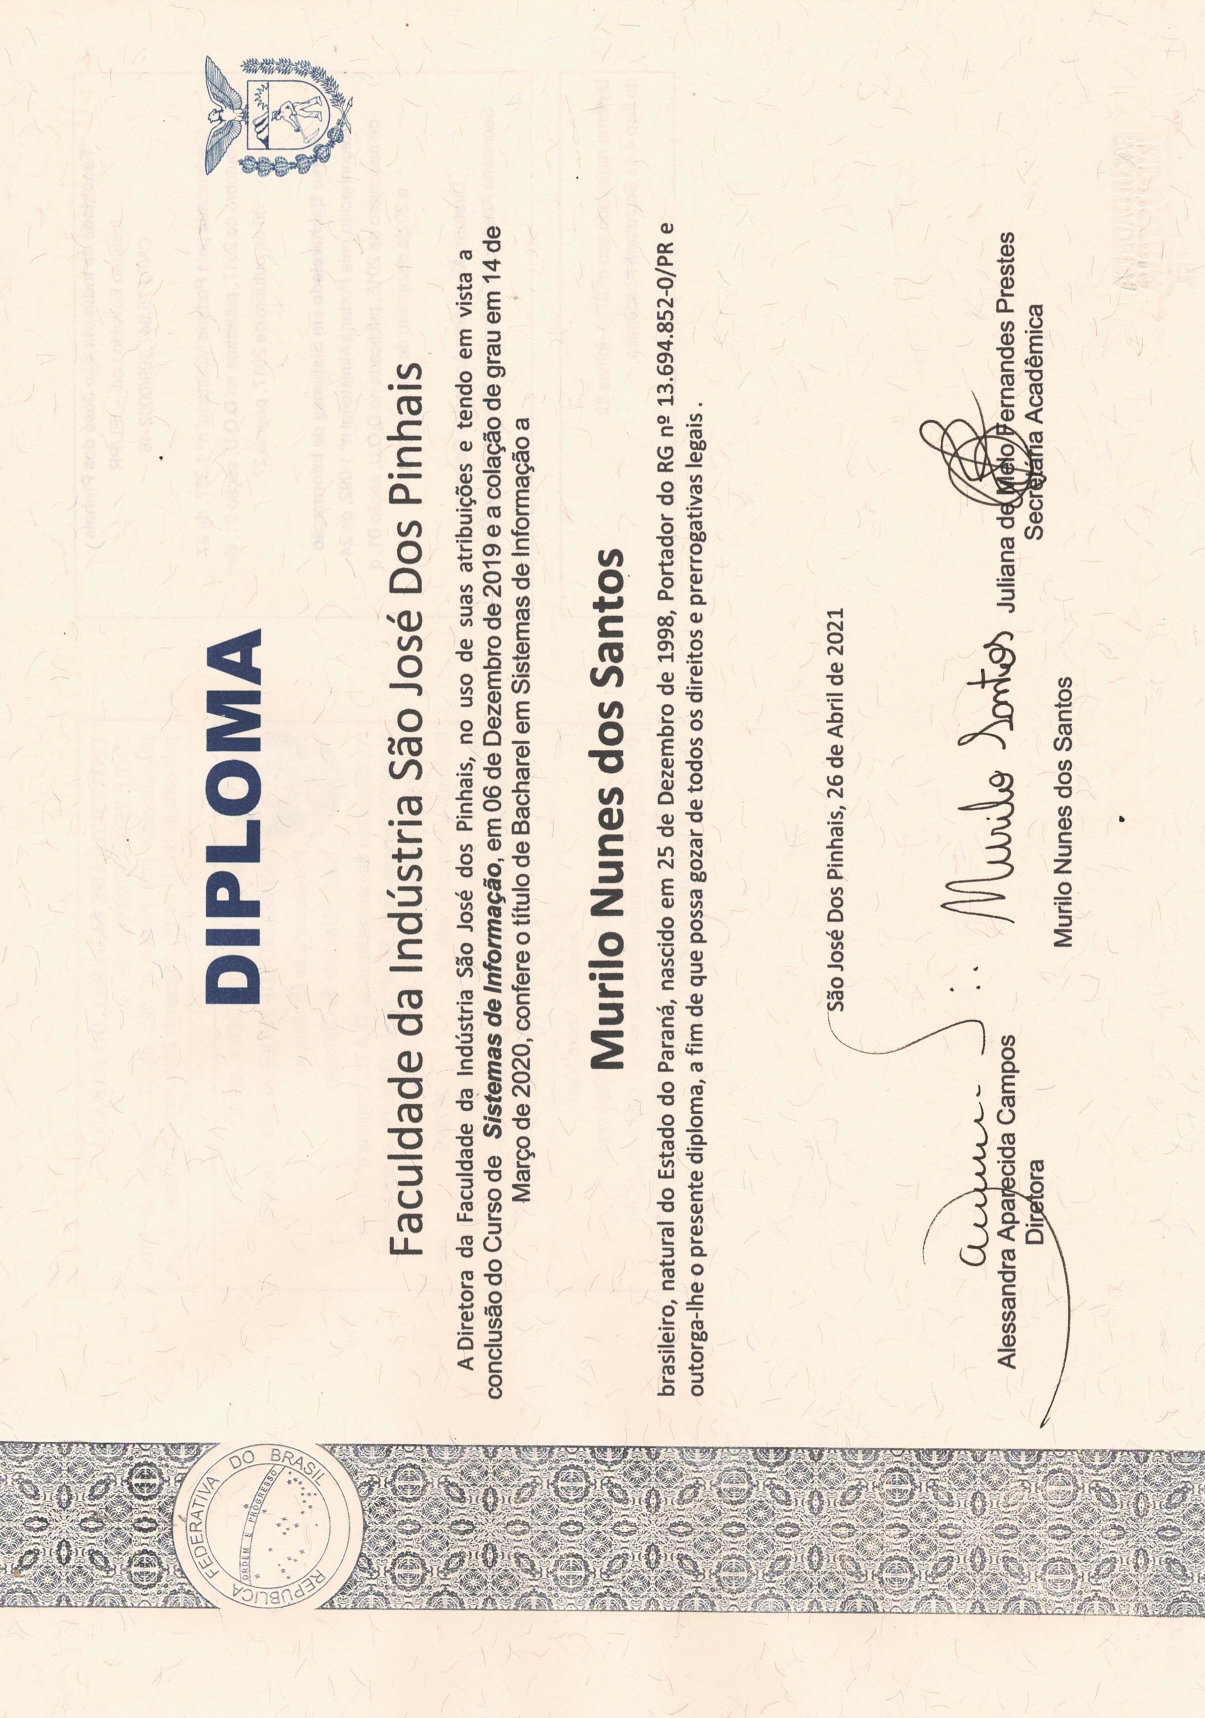 REPÚBLICA FEDERATIVA DO BRASIL
ORDEM E PROGRESSO
DIPLOMA
Faculdade da Indústria São José Dos Pinhais
A Diretora da Faculdade da Indústria São José dos Pinhais, no uso de suas atribuições e tendo em vista a
conclusão do Curso de Sistemas de Informação, em 06 de Dezembro de 2019 e a colação de grau em 14 de
Março de 2020, confere o título de Bacharel em Sistemas de Informação a
Murilo Nunes dos Santos
brasileiro, natural do Estado do Paraná, nascido em 25 de Dezembro de 1998, Portador do RG nº 13.694.852-0/PR e
outorga-lhe o presente diploma, a fim de que possa gozar de todos os direitos e prerrogativas legais .
São José Dos Pinhais, 26 de Abril de 2021
Murilo Santos
Alessandra Aparecida Campos
Diretora
Juliana de Melo Fernandes Prestes
Secretária Acadêmica
Murilo Nunes dos Santos